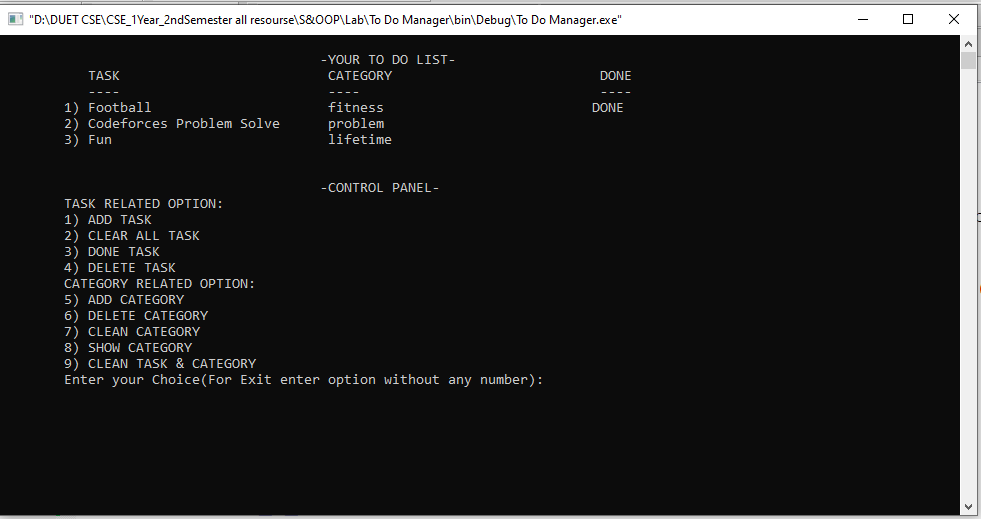 "D:\DUET CSE\CSE_1Year_2ndSemester all resourse\S&OOP\Lab\To Do Manager\bin\Debug\To Do Manager.exe"
-YOUR TO DO LIST-
TASK CATEGORY DONE
---- ---- ----
1) Football fitness DONE
2) Codeforces Problem Solve problem
3) Fun lifetime
-CONTROL PANEL-
TASK RELATED OPTION:
1) ADD TASK
2) CLEAR ALL TASK
3) DONE TASK
4) DELETE TASK
CATEGORY RELATED OPTION:
5) ADD CATEGORY
6) DELETE CATEGORY
7) CLEAN CATEGORY
8) SHOW CATEGORY
9) CLEAN TASK & CATEGORY
Enter your Choice(For Exit enter option without any number):